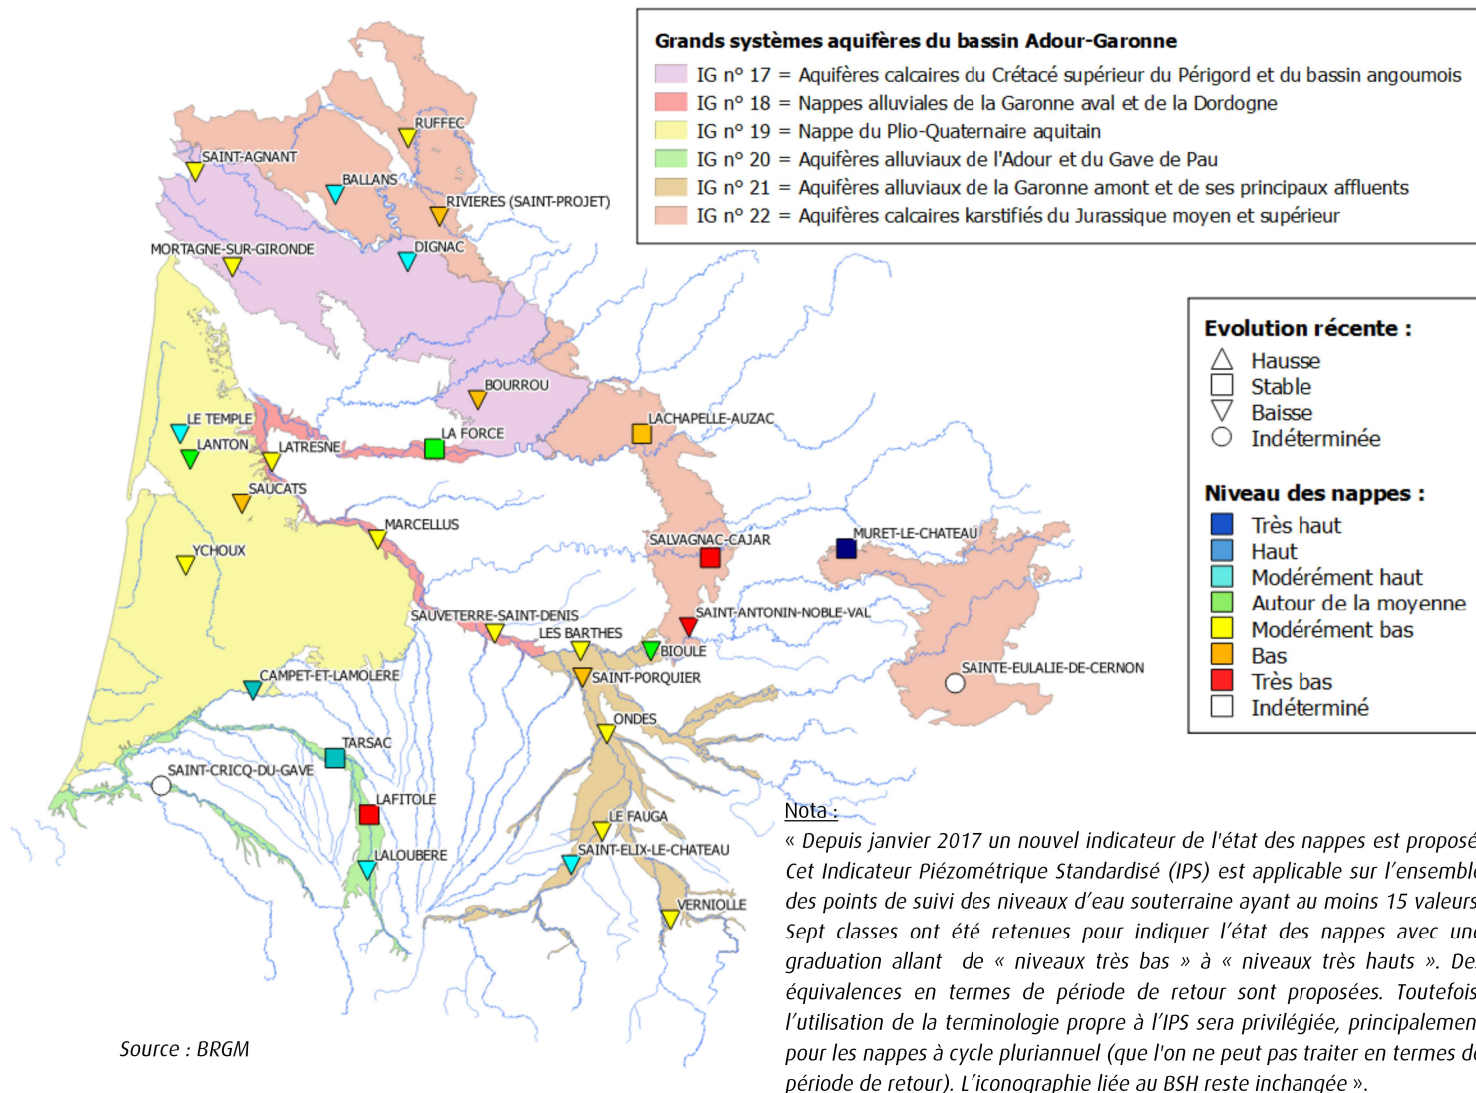 Grands systèmes aquifères du bassin Adour-Garonne
IG n° 17 = Aquifères calcaires du Crétacé supérieur du Périgord et du bassin angoumois
IG n° 18 = Nappes alluviales de la Garonne aval et de la Dordogne
IG n° 19 = Nappe du Plio-Quaternaire aquitain
IG n° 20 = Aquifères alluviaux de l'Adour et du Gave de Pau
IG n° 21 = Aquifères alluviaux de la Garonne amont et de ses principaux affluents
IG n° 22 = Aquifères calcaires karstifiés du Jurassique moyen et supérieur
RUFFEC
SAINT-AGNANT
BALLANS
RIVIERES (SAINT-PROJET)
MORTAGNE-SUR-GIRONDE
DIGNAC
BOURROU
LE TEMPLE
LACHAPELLE-AUZAC
LA FORCE
LANTON
LATRESNE
SAUCATS
MARCELLUS
YCHOUX
SALVAGNAC-CAJAR
MURET-LE-CHATEAU
SAUVETERRE-SAINT-DENIS
SAINT-ANTONIN-NOBLE-VAL
LES BARTHES
BIOULE
SAINTE-EULALIE-DE-CERNON
CAMPET-ET-LAMOLERE
SAINT-PORQUIER
ONDES
TARSAC
SAINT-CRICQ-DU-GAVE
LAFITOLE
LE FAUGA
LALOUBERE
SAINT-ELIX-LE-CHATEAU
VERNIOLLE
Evolution récente :
Hausse
Stable
Baisse
Indéterminée
Niveau des nappes :
Très haut
Haut
Modérément haut
Autour de la moyenne
Modérément bas
Bas
Très bas
Indéterminé
Nota :
« Depuis janvier 2017 un nouvel indicateur de l'état des nappes est proposé
Cet Indicateur Piézométrique Standardisé (IPS) est applicable sur l'ensemble
des points de suivi des niveaux d'eau souterraine ayant au moins 15 valeurs
Sept classes ont été retenues pour indiquer l'état des nappes avec une
graduation allant de « niveaux très bas » à « niveaux très hauts ». Des
équivalences en termes de période de retour sont proposées. Toutefois
l'utilisation de la terminologie propre à l'IPS sera privilégiée, principalemen
pour les nappes à cycle pluriannuel (que l'on ne peut pas traiter en termes de
période de retour). L'iconographie liée au BSH reste inchangée ».
Source : BRGM